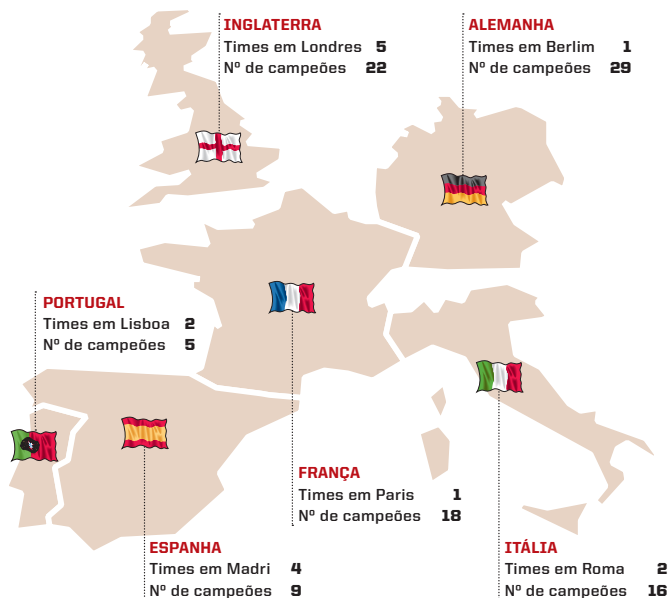 INGLATERRA
Times em Londres 5
Nº de campeões 22
ALEMANHA
Times em Berlim 1
Nº de campeões 29
PORTUGAL
Times em Lisboa 2
Nº de campeões 5
FRANÇA
Times em Paris 1
Nº de campeões 18
ESPANHA
Times em Madri 4
Nº de campeões 9
ITÁLIA
Times em Roma 2
Nº de campeões 16